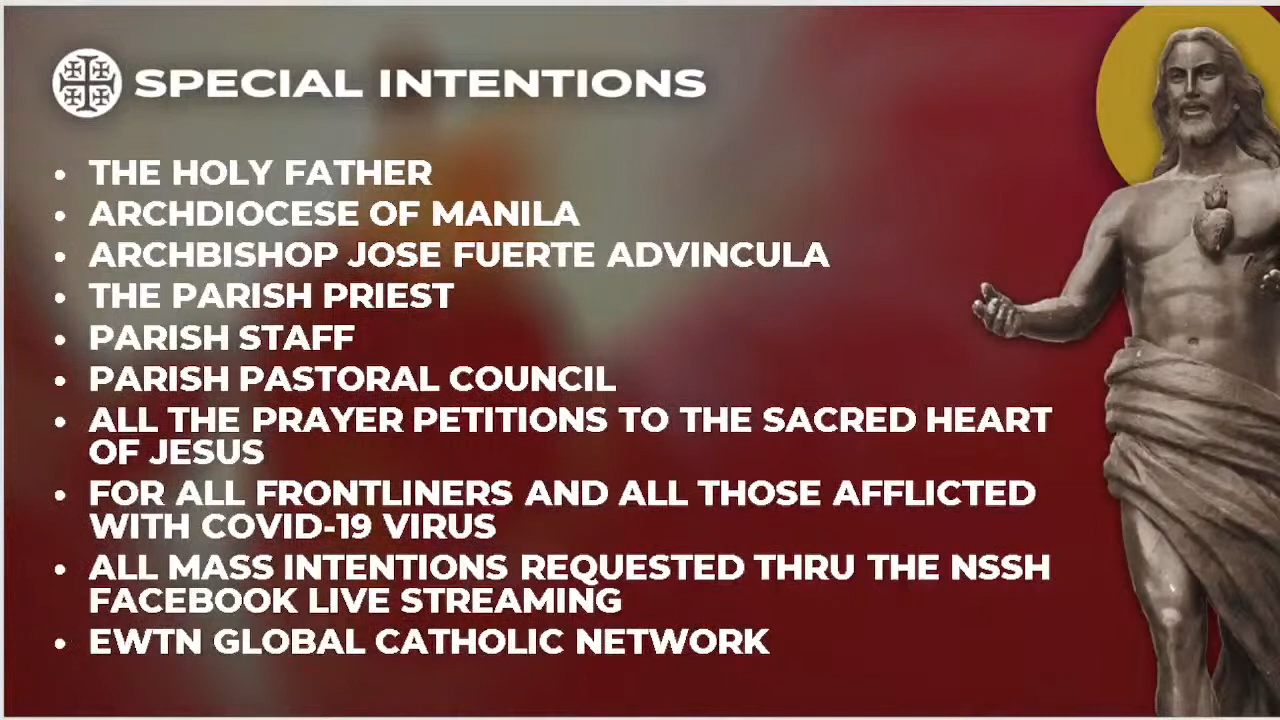 SPECIAL INTENTIONS
• THE HOLY FATHER
• ARCHDIOCESE OF MANILA
• ARCHBISHOP JOSE FUERTE ADVINCULA
• THE PARISH PRIEST
• PARISH STAFF
• PARISH PASTORAL COUNCIL
• ALL THE PRAYER PETITIONS TO THE SACRED HEART
OF JESUS
• FOR ALL FRONTLINERS AND ALL THOSE AFFLICTED
WITH COVID-19 VIRUS
• ALL MASS INTENTIONS REQUESTED THRU THE NSSH
FACEBOOK LIVE STREAMING
• EWTN GLOBAL CATHOLIC NETWORK